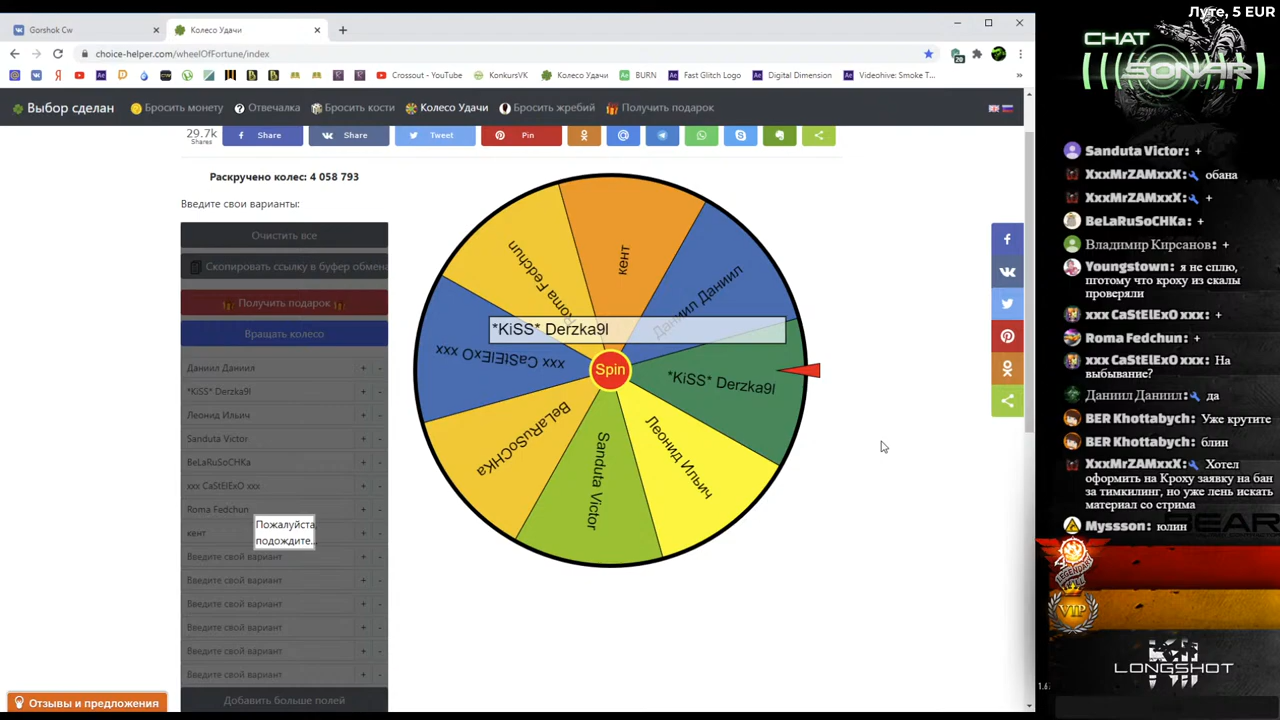 Gorshok Cw
Колесо Удачи
choice-helper.com/wheelOfFortune/index
20
Crossout - YouTube
KonkursVK
Колесо Удачи
BURN
Fast Glitch Logo
Digital Dimension
Videohive: Smoke T...
Выбор сделан
Бросить монету
Отвечалка
Бросить кости
Колесо Удачи
Бросить жребий
Получить подарок
29.7k
Shares
Share
Share
Tweet
Pin
Раскручено колес: 4 058 793
Введите свои варианты:
Очистить все
Скопировать ссылку в буфер обмена
Получить подарок
Вращать колесо
Даниил Даниил
*KiSS* Derzka9l
Леонид Ильич
Sanduta Victor
BeLaRuSoCHKa
xxx CaStElExO xxx
Roma Fedchun
кент
Пожалуйста,
подождите...
Введите свой вариант
Введите свой вариант
Введите свой вариант
Введите свой вариант
Введите свой вариант
Введите свой вариант
Добавить больше полей
Отзывы и предложения
Roma Fedchun
кент
Даниил Даниил
*KiSS* Derzka9l
xxx CaStElExO xxx
Spin
*KiSS* Derzka9l
BeLaRuSoCHKa
Sanduta Victor
Леонид Ильич
Луте, 5 EUR
CHAT
SONAR
Sanduta Victor: +
XxxMrZAMxxX: обана
XxxMrZAMxxX: +
BeLaRuSoCHKa: +
Владимир Кирсанов: +
Youngstown: я не сплю,
пготому что кроху из скалы
проверяли
xxx CaStElExO xxx: +
Roma Fedchun: +
xxx CaStElExO xxx: На
выбывание?
Даниил Даниил: да
BER Khottabych: Уже крутите
BER Khottabych: блин
XxxMrZAMxxX: Хотел
оформить на Кроху заявку на бан
за тимкилинг, но уже лень искать
материал со стрима
Myssson: юлин
4
LEGENDARY
VIP
LONGSHOT
1.6